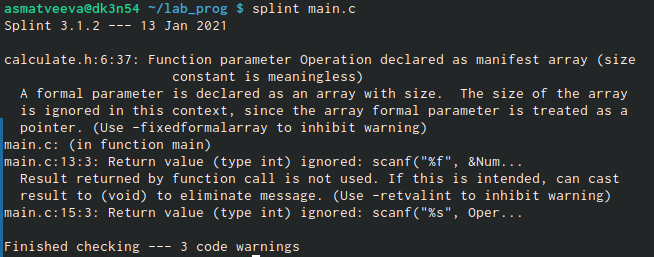 asmatveeva@dk3n54 ~/lab_prog $ splint main.c
Splint 3.1.2 --- 13 Jan 2021

calculate.h:6:37: Function parameter Operation declared as manifest array (size
                     constant is meaningless)
  A formal parameter is declared as an array with size.  The size of the array
  is ignored in this context, since the array formal parameter is treated as a
  pointer. (Use -fixedformalarray to inhibit warning)
main.c: (in function main)
main.c:13:3: Return value (type int) ignored: scanf("%f", &Num...
  Result returned by function call is not used. If this is intended, can cast
  result to (void) to eliminate message. (Use -retvalint to inhibit warning)
main.c:15:3: Return value (type int) ignored: scanf("%s", Oper...

Finished checking --- 3 code warnings